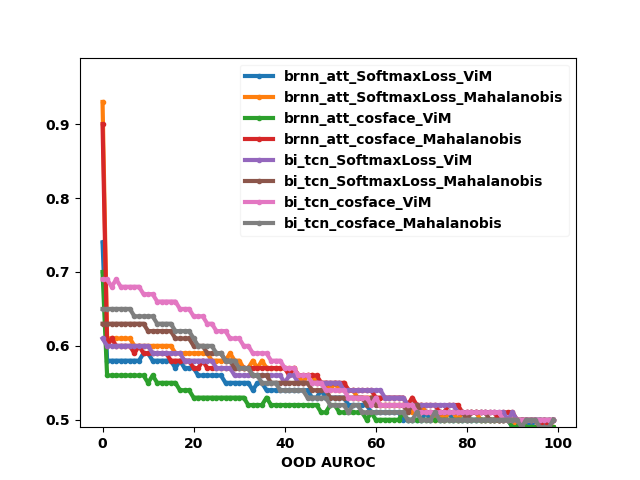 brnn_att_SoftmaxLoss_ViM
brnn_att_SoftmaxLoss_Mahalanobis
brnn_att_cosface_ViM
brnn_att_cosface_Mahalanobis
bi_tcn_SoftmaxLoss_ViM
bi_tcn_SoftmaxLoss_Mahalanobis
bi_tcn_cosface_ViM
bi_tcn_cosface_Mahalanobis
0.9
0.8
0.7
0.6
0.5
0 20 40 60 80 100
OOD AUROC